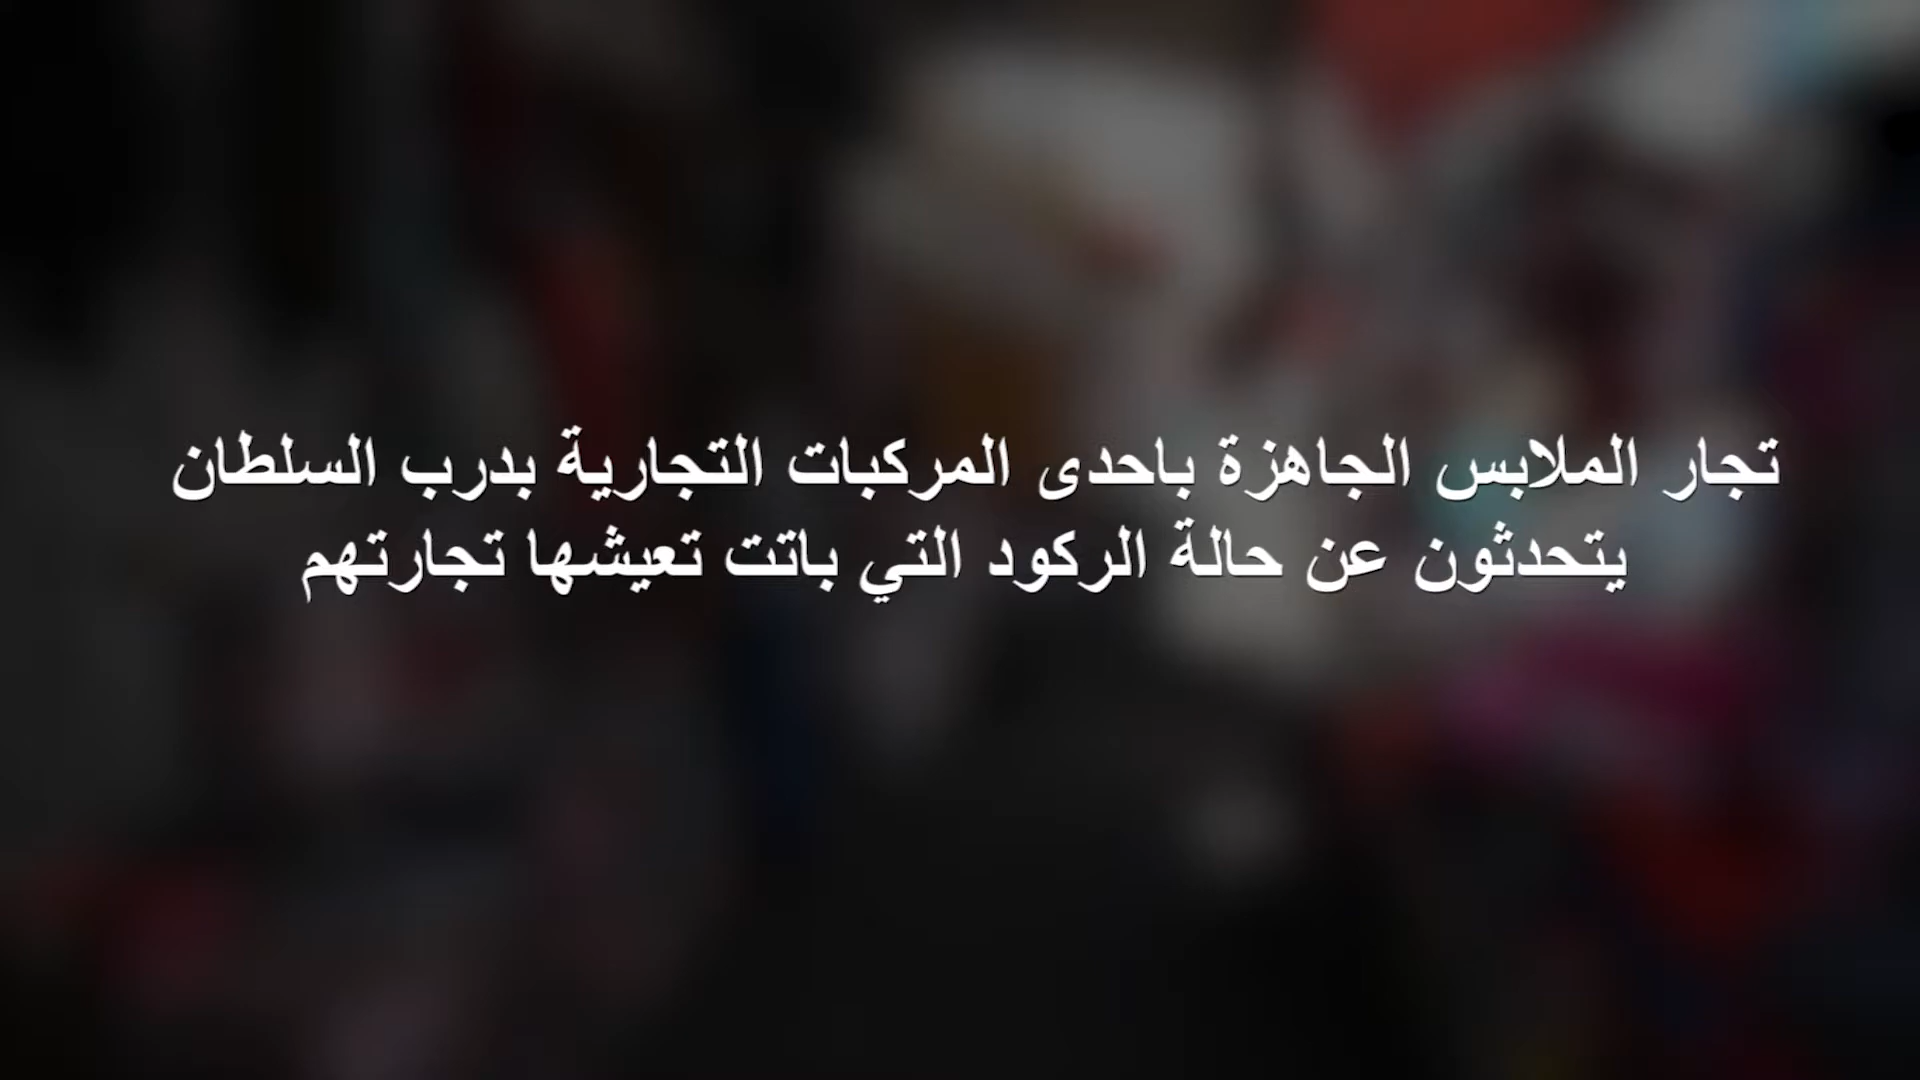 تجار الملابس الجاهزة باحدى المركبات التجارية بدرب السلطان
يتحدثون عن حالة الركود التي باتت تعيشها تجارتهم